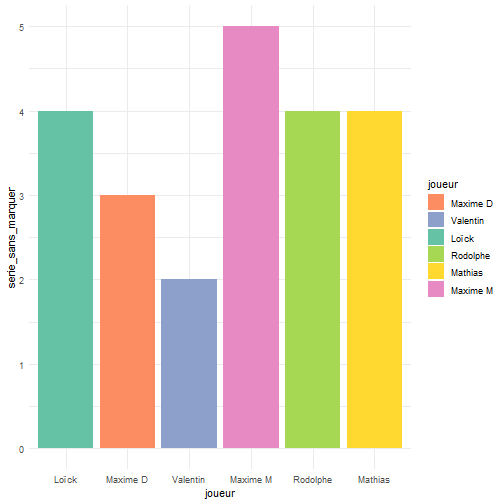 serie_sans_marquer
5
4
3
2
1
0
Loïck Maxime D Valentin Maxime M Rodolphe Mathias
joueur
joueur
Maxime D
Valentin
Loïck
Rodolphe
Mathias
Maxime M